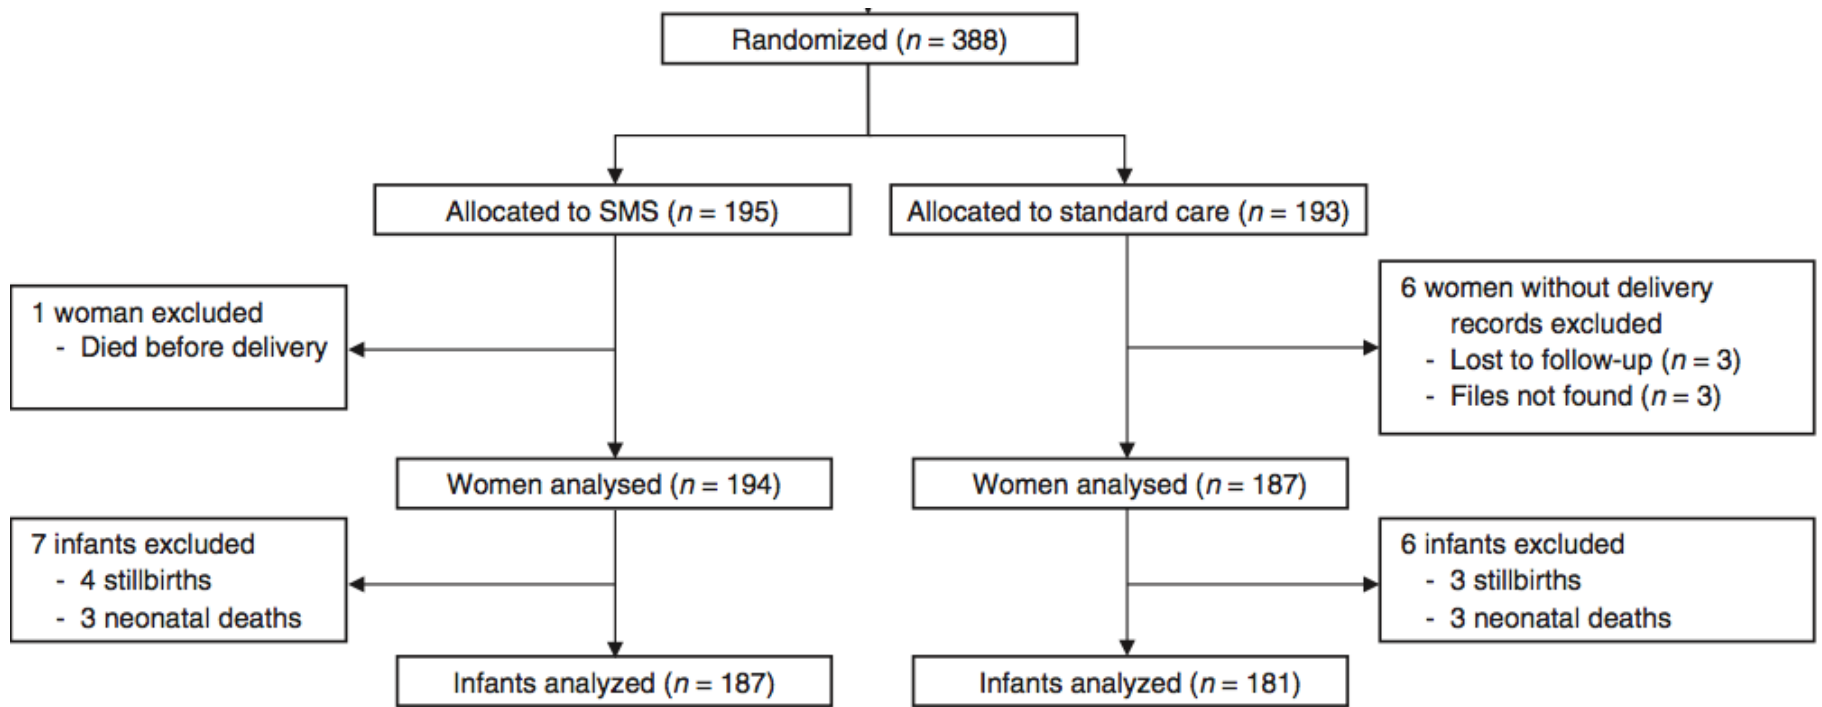 Randomized (n = 388)
Allocated to SMS (n = 195)
Allocated to standard care (n = 193)
1 woman excluded
- Died before delivery
6 women without delivery
records excluded
- Lost to follow-up (n = 3)
- Files not found (n = 3)
Women analysed (n = 194)
Women analysed (n = 187)
7 infants excluded
- 4 stillbirths
- 3 neonatal deaths
6 infants excluded
- 3 stillbirths
- 3 neonatal deaths
Infants analyzed (n = 187)
Infants analyzed (n = 181)